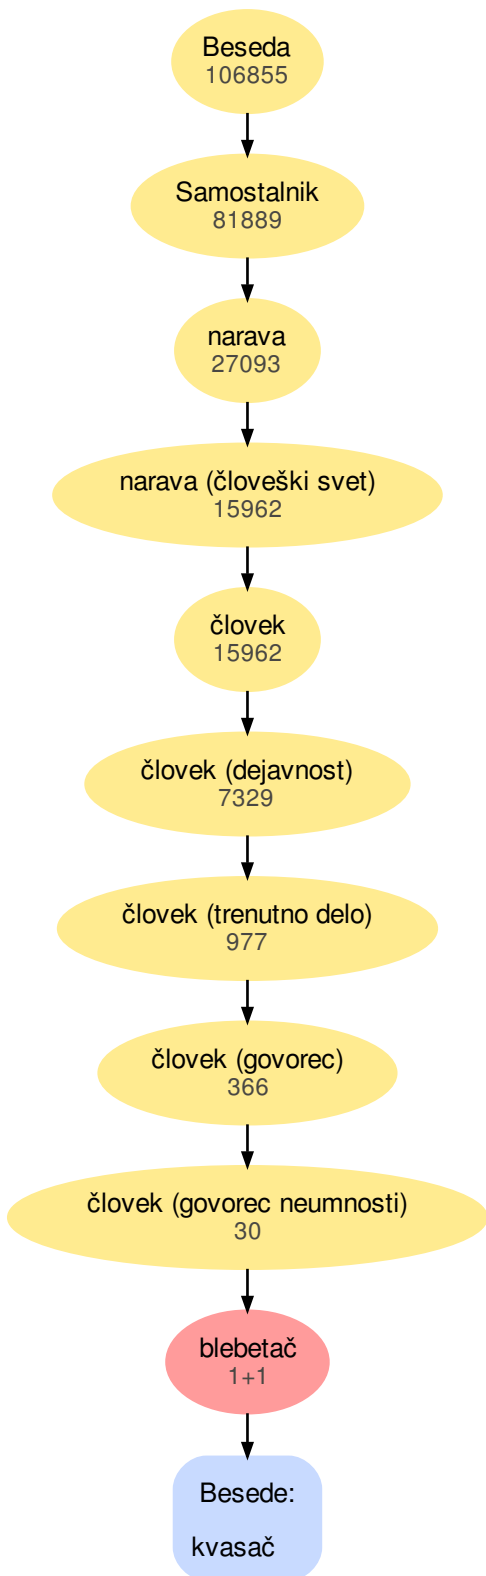 Beseda
106855
Samostalnik
81889
narava
27093
narava (človeški svet)
15962
človek
15962
človek (dejavnost)
7329
človek (trenutno delo)
977
človek (govorec)
366
človek (govorec neumnosti)
30
blebetač
1+1
Besede:
kvasač